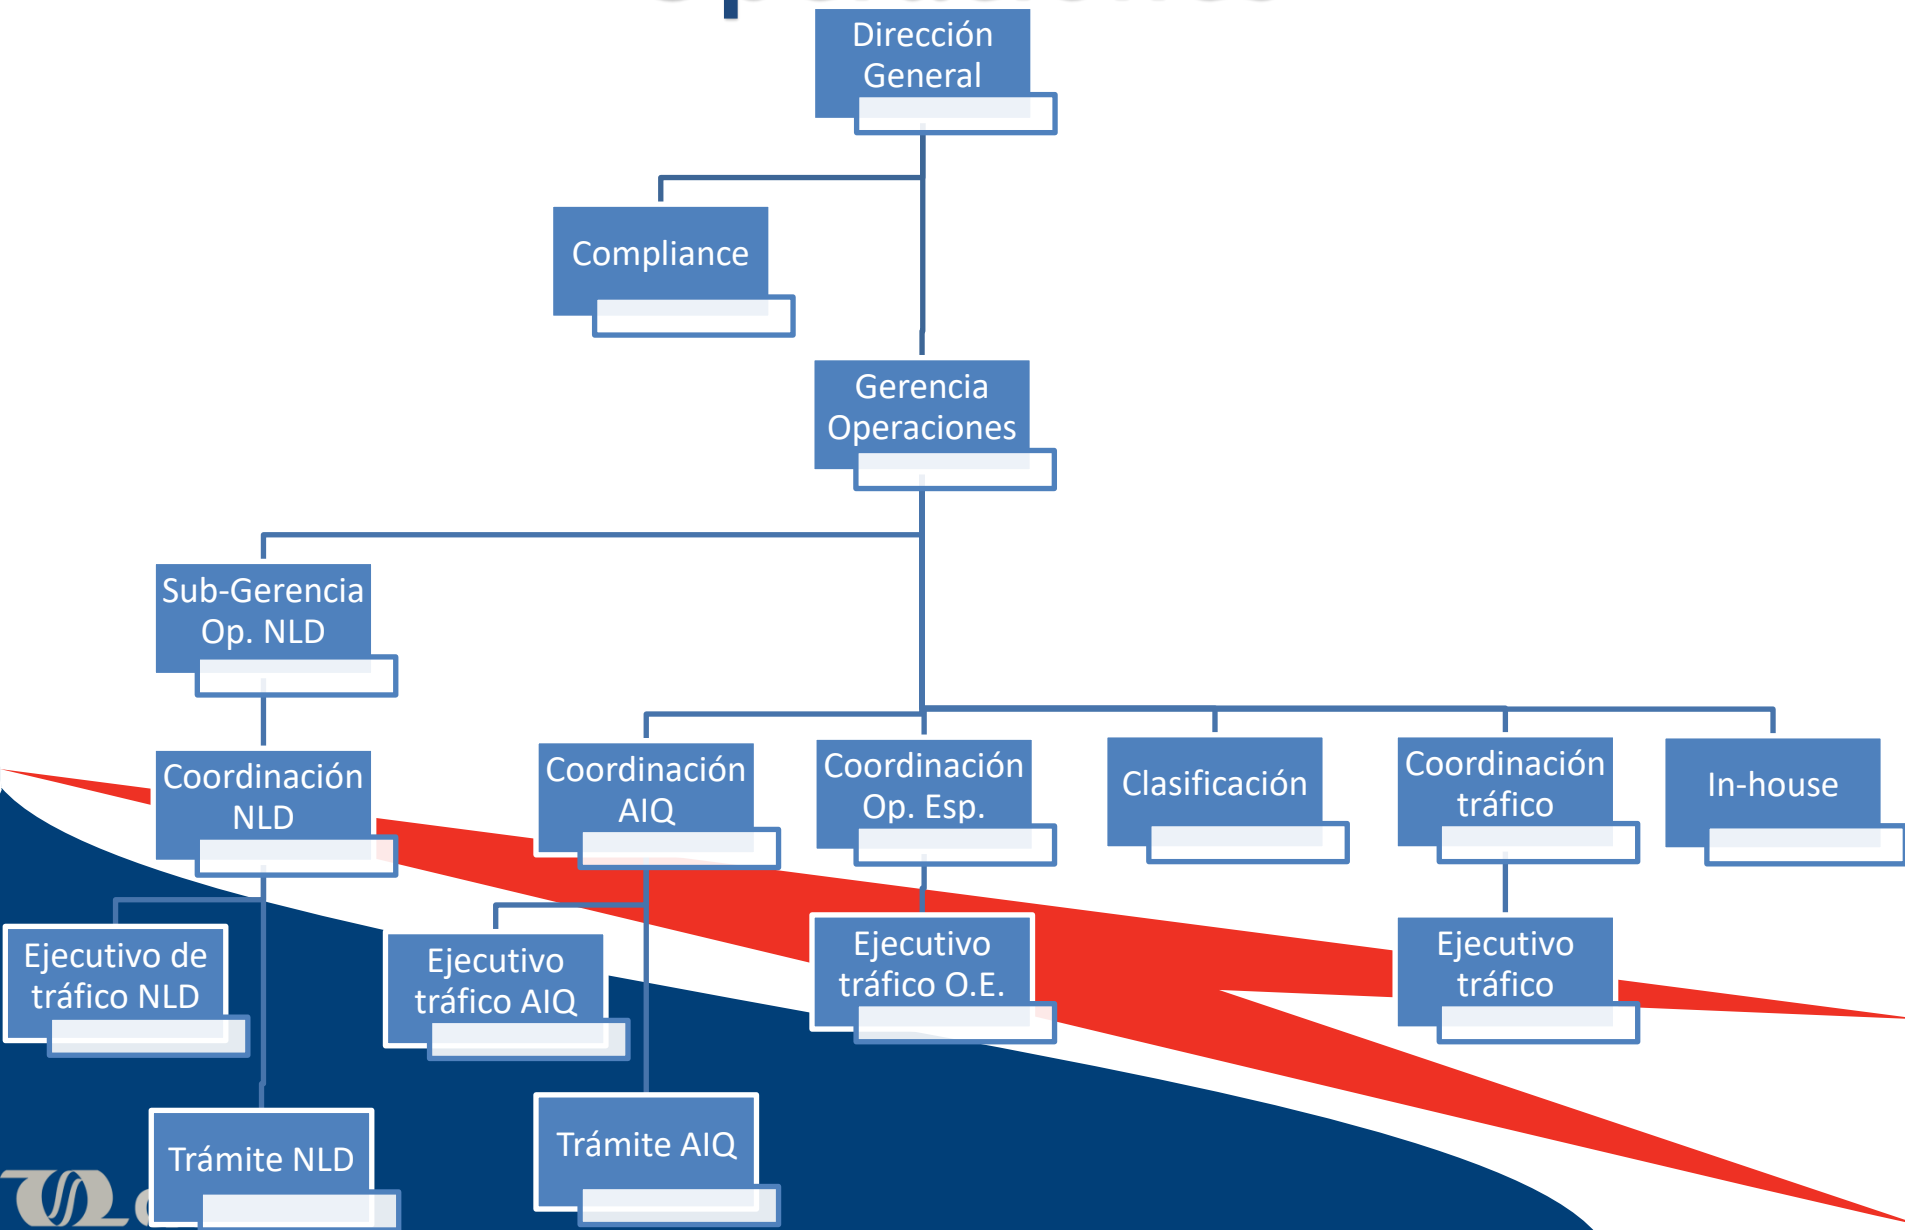 Dirección
General
Compliance
Gerencia
Operaciones
Sub-Gerencia
Op. NLD
Coordinación
NLD
Coordinación
AIQ
Coordinación
Op. Esp.
Clasificación
Coordinación
tráfico
In-house
Ejecutivo de
tráfico NLD
Ejecutivo
tráfico AIQ
Ejecutivo
tráfico O.E.
Ejecutivo
tráfico
Trámite NLD
Trámite AIQ